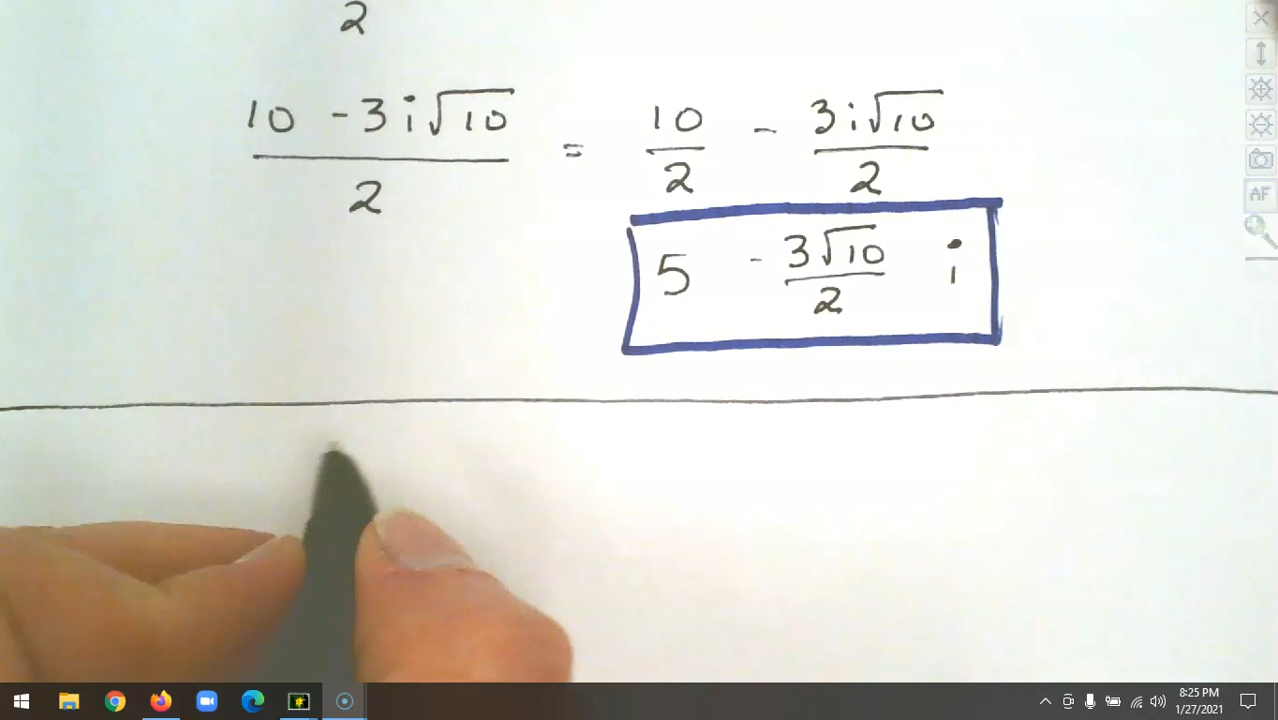 2
10 - 3i√10 / 2 = 10/2 - 3i√10 / 2
5 - 3√10 / 2 i
AF
8:25 PM
1/27/2021